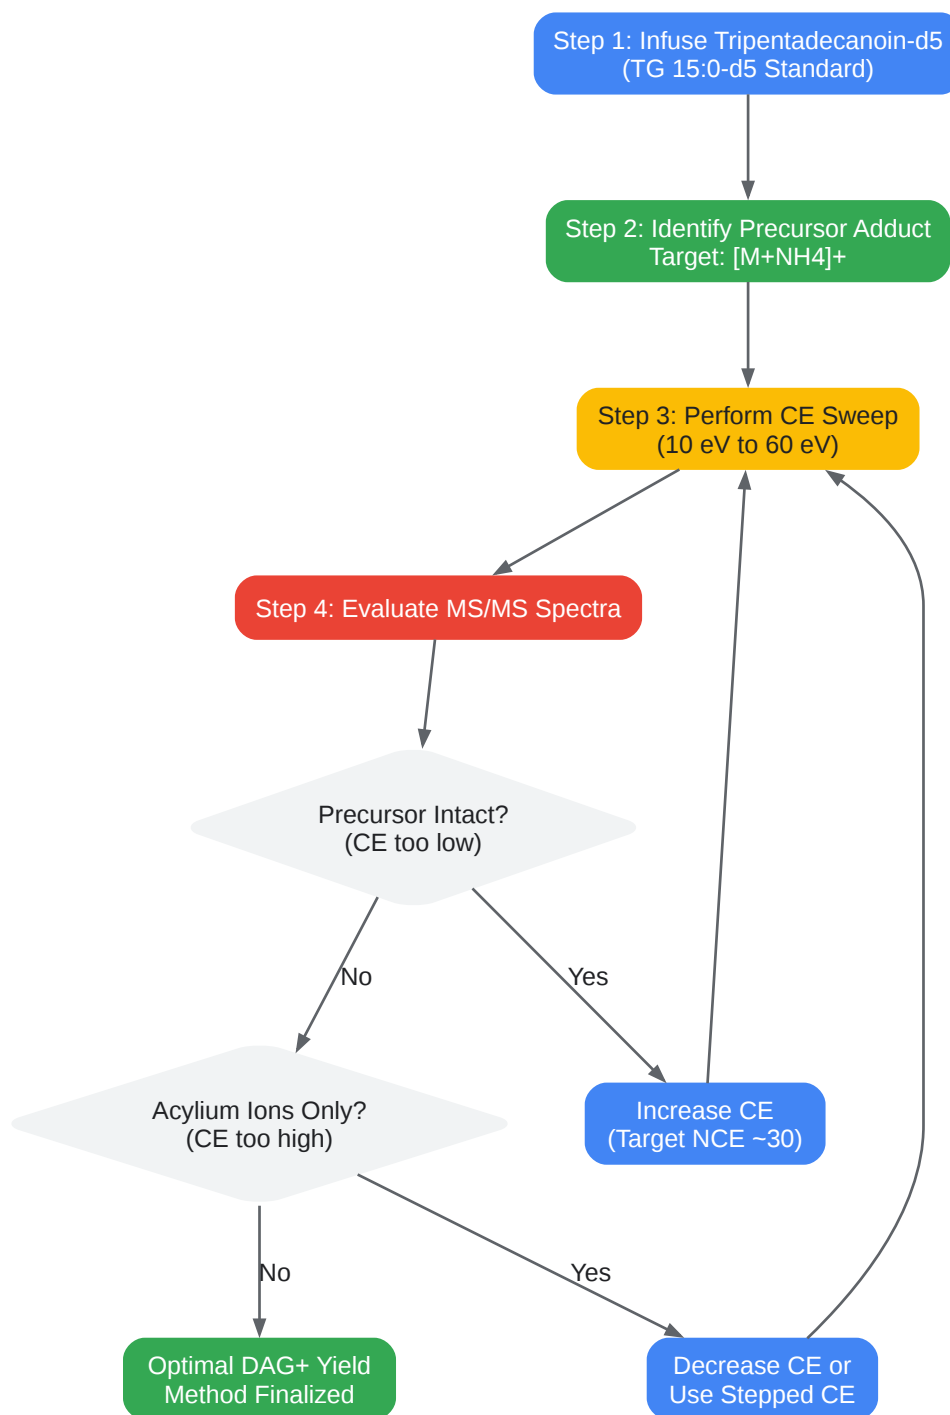 Step 1: Infuse Tripentadecanoin-d5
(TG 15:0-d5 Standard)
Step 2: Identify Precursor Adduct
Target: [M+NH4]+
Step 3: Perform CE Sweep
(10 eV to 60 eV)
Step 4: Evaluate MS/MS Spectra
Precursor Intact?
(CE too low)
No
Yes
Acylium Ions Only?
(CE too high)
Increase CE
(Target NCE ~30)
No
Yes
Optimal DAG+ Yield
Method Finalized
Decrease CE or
Use Stepped CE